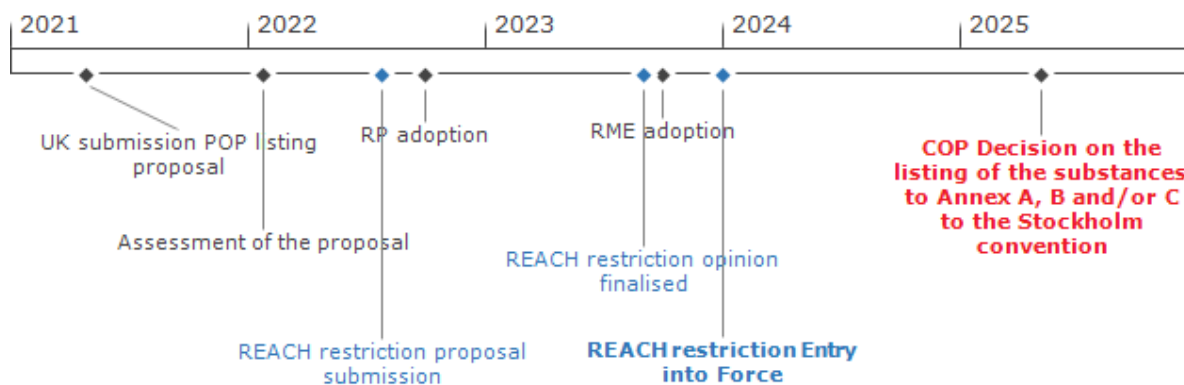 2021 2022 2023 2024 2025
UK submission POP listing
proposal
RP adoption
RME adoption
COP Decision on the
listing of the substances
to Annex A, B and/or C
to the Stockholm
convention
Assessment of the proposal
REACH restriction opinion
finalised
REACH restriction proposal
submission
REACH restriction Entry
into Force